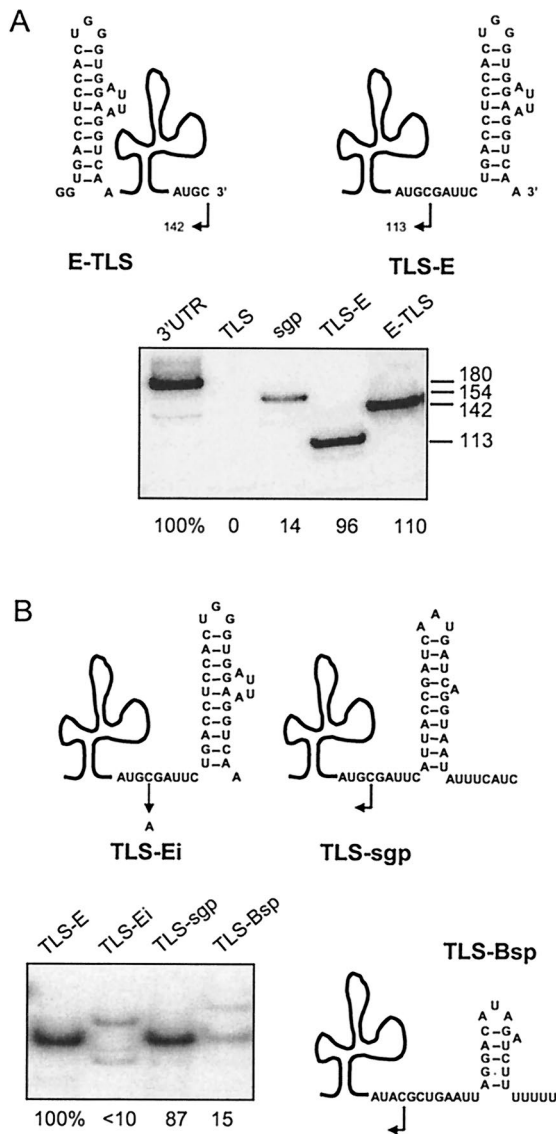 A
U G G
C–G
A–U
C–G
C–G
U–A
C–G
C–G
A–U
G–C
U–A
A U U A
GG A AUGC 3'
142
E-TLS
U G G
C–G
A–U
C–G
C–G
U–A
C–G
C–G
A–U
G–C
U–A
A U U A
AUGCGAUUC A 3'
113
TLS-E
3'UTR TLS sgp TLS-E E-TLS
180
154
142
113
100% 0 14 96 110
B
U G G
C–G
A–U
C–G
C–G
U–A
C–G
C–G
A–U
G–C
U–A
A U U A
AUGCGAUUC A
A
TLS-Ei
AUGCGAUUC AUUUCAUC
TLS-sgp
TLS-E TLS-Ei TLS-sgp TLS-Bsp
100% <10 87 15
TLS-Bsp
AUACGCUGAAUU UUUUU